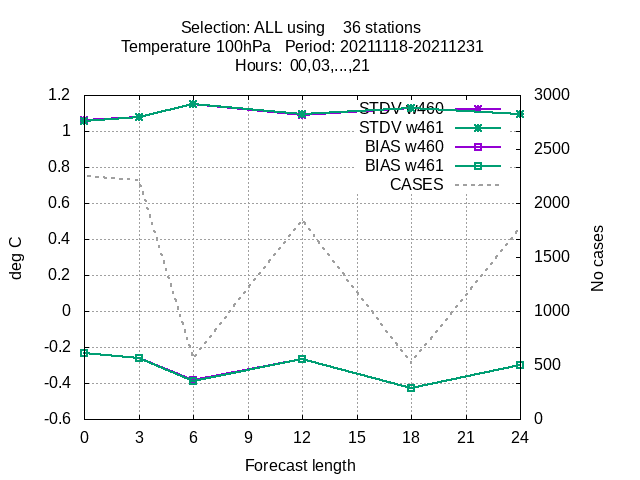 Selection: ALL using    36 stations
Temperature 100hPa   Period: 20211118-20211231
Hours:  00,03,...,21
1.2 3000
STDV w460
1 STDV w461
2500
BIAS w460
0.8 BIAS w461
CASES
0.6 2000
0.4
deg C
0.2 1500
No cases
0 1000
-0.2
500
-0.4
-0.6 0
0 3 6 9 12 15 18 21 24
Forecast length